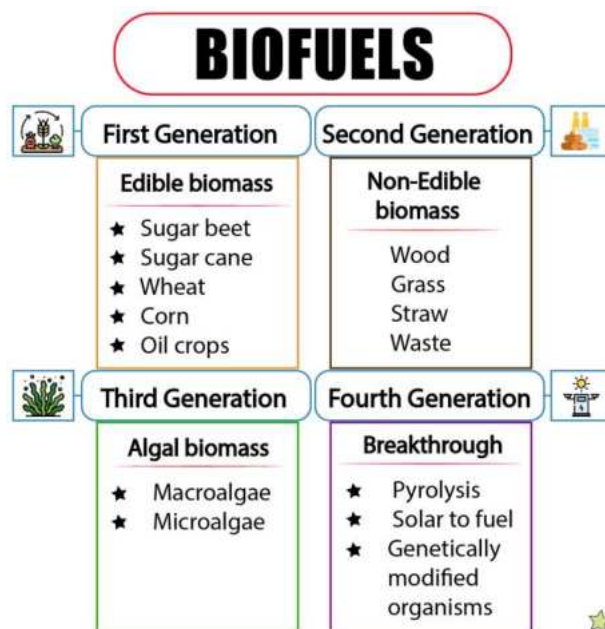 BIOFUELS
First Generation
Edible biomass
Sugar beet
Sugar cane
Wheat
Corn
Oil crops
Second Generation
Non-Edible
biomass
Wood
Grass
Straw
Waste
Third Generation
Algal biomass
Macroalgae
Microalgae
Fourth Generation
Breakthrough
Pyrolysis
Solar to fuel
Genetically
modified
organisms